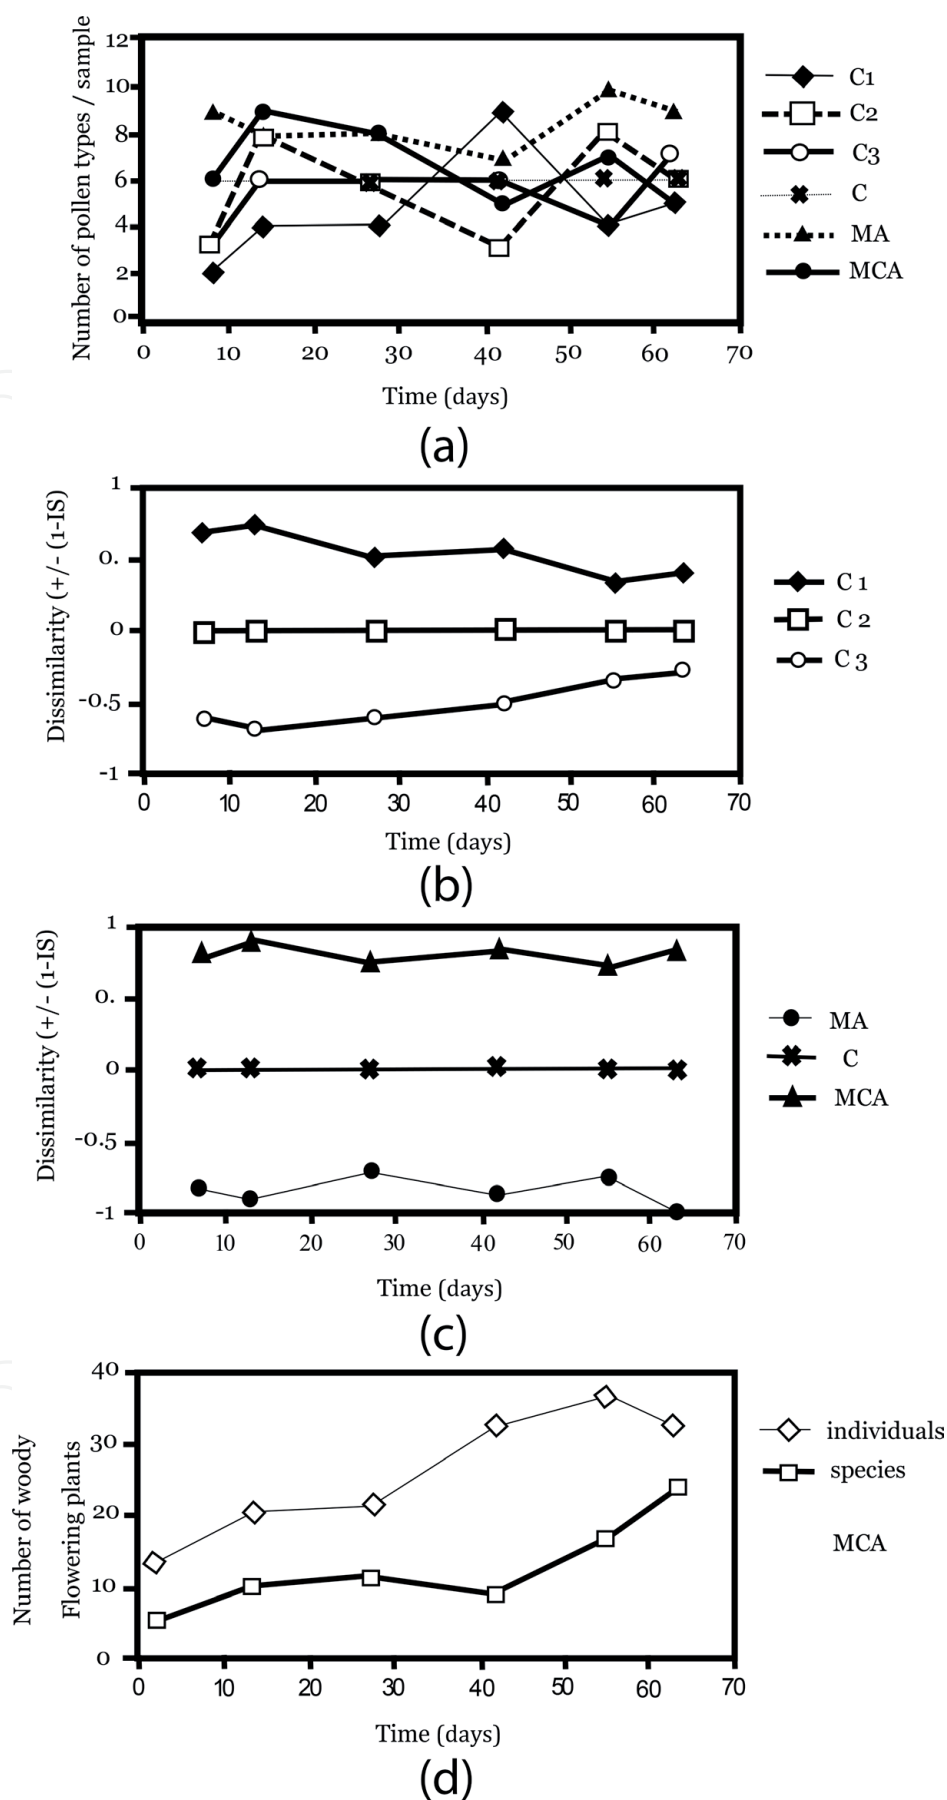 Number of pollen types / sample
12
10
8
6
4
2
0
0 10 20 30 40 50 60 70
Time (days)
C1
C2
C3
C
MA
MCA
(a)
Dissimilarity (+/- (1-IS)
1
0.
0
-0.5
-1
0 10 20 30 40 50 60 70
Time (days)
C 1
C 2
C 3
(b)
Dissimilarity (+/- (1-IS)
1
0.
0
-0.5
-1
0 10 20 30 40 50 60 70
Time (days)
MA
C
MCA
(c)
Number of woody
Flowering plants
40
30
20
10
0
0 10 20 30 40 50 60 70
Time (days)
individuals
species
MCA
(d)